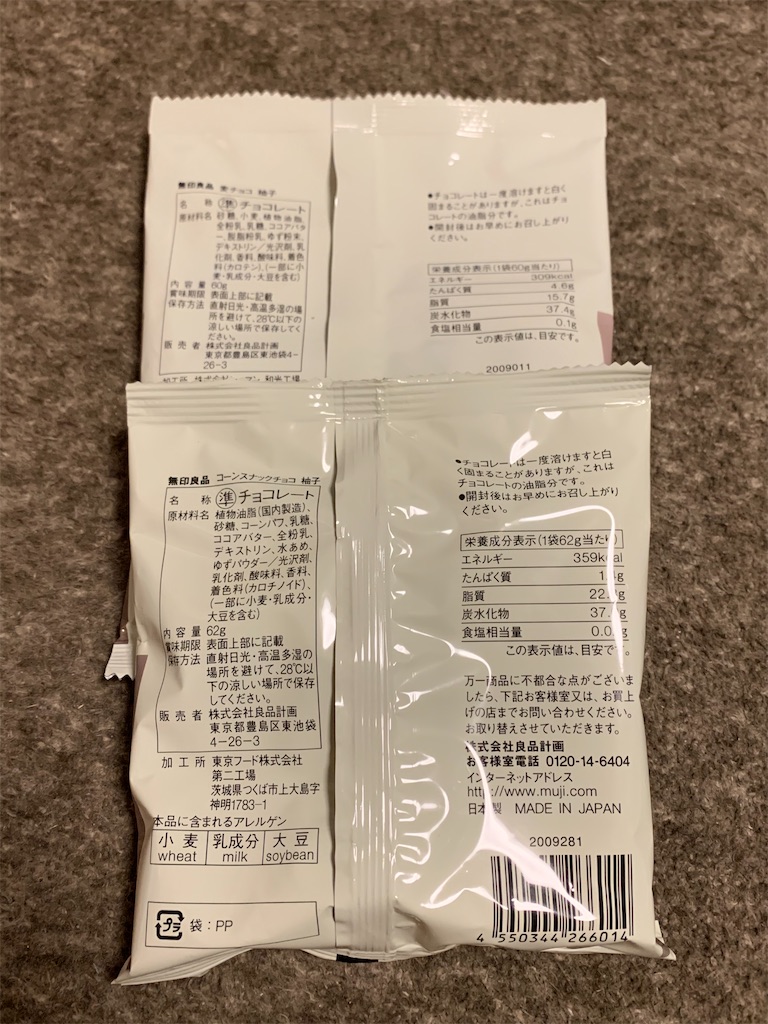 無印良品 麦チョコ 柚子
名 称 準チョコレート
原材料名 砂糖、小麦、植物油脂、
全粉乳、乳糖、ココアバタ
ー、脱脂粉乳、ゆず粉末、
デキストリン/光沢剤、乳
化剤、香料、酸味料、着色
料(カロテン)、(一部に小
麦・乳成分・大豆を含む)
内 容 量 60g
賞味期限 表面上部に記載
保存方法 直射日光・高温多湿の場
所を避けて、28℃以下の
涼しい場所で保存してく
ださい。
販 売 者 株式会社良品計画
東京都豊島区東池袋4-
26-3
加工所 株式会社 和光工場
●チョコレートは一度溶けますと白く
固まることがありますが、これはチョ
コレートの油脂分です。
●開封後はお早めにお召し上がり
ください。
栄養成分表示(1袋60g当たり)
エネルギー 309kcal
たんぱく質 4.6g
脂質 15.7g
炭水化物 37.4g
食塩相当量 0.1g
この表示値は、目安です。
2009011
無印良品 コーンスナックチョコ 柚子
名 称 準チョコレート
原材料名 植物油脂(国内製造)、
砂糖、コーンパフ、乳糖、
ココアバター、全粉乳、
デキストリン、水あめ、
ゆずパウダー/光沢剤、
乳化剤、酸味料、香料、
着色料(カロチノイド)、
(一部に小麦・乳成分・
大豆を含む)
内 容 量 62g
賞味期限 表面上部に記載
保存方法 直射日光・高温多湿の
場所を避けて、28℃以
下の涼しい場所で保存
してください。
販 売 者 株式会社良品計画
東京都豊島区東池袋
4-26-3
加 工 所 東京フード株式会社
第二工場
茨城県つくば市上大島字
神明1783-1
本品に含まれるアレルゲン
小麦 乳成分 大豆
wheat milk soybean
プラ 袋：PP
●チョコレートは一度溶けますと白
く固まることがありますが、これは
チョコレートの油脂分です。
●開封後はお早めにお召し上がり
ください。
栄養成分表示(1袋62g当たり)
エネルギー 359kcal
たんぱく質
脂質
炭水化物
食塩相当量
この表示値は、目安です。
万一商品に不都合な点がございま
したら、下記お客様室又は、お買上
げの店までお問い合わせください。
お取り替えさせていただきます。
株式会社良品計画
お客様室電話 0120-14-6404
インターネットアドレス
http://www.muji.com
日本製 MADE IN JAPAN
2009281
4 550344 266014